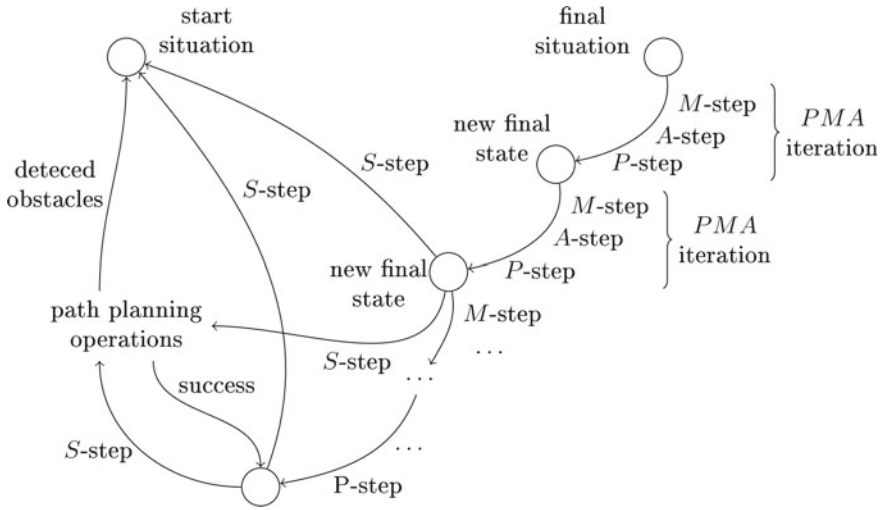 start
situation
final
situation
M-step
A-step
P-step
PMA
iteration
new final
state
S-step
M-step
A-step
P-step
PMA
iteration
deteced
obstacles
S-step
new final
state
path planning
operations
M-step
...
S-step
...
success
...
S-step
P-step